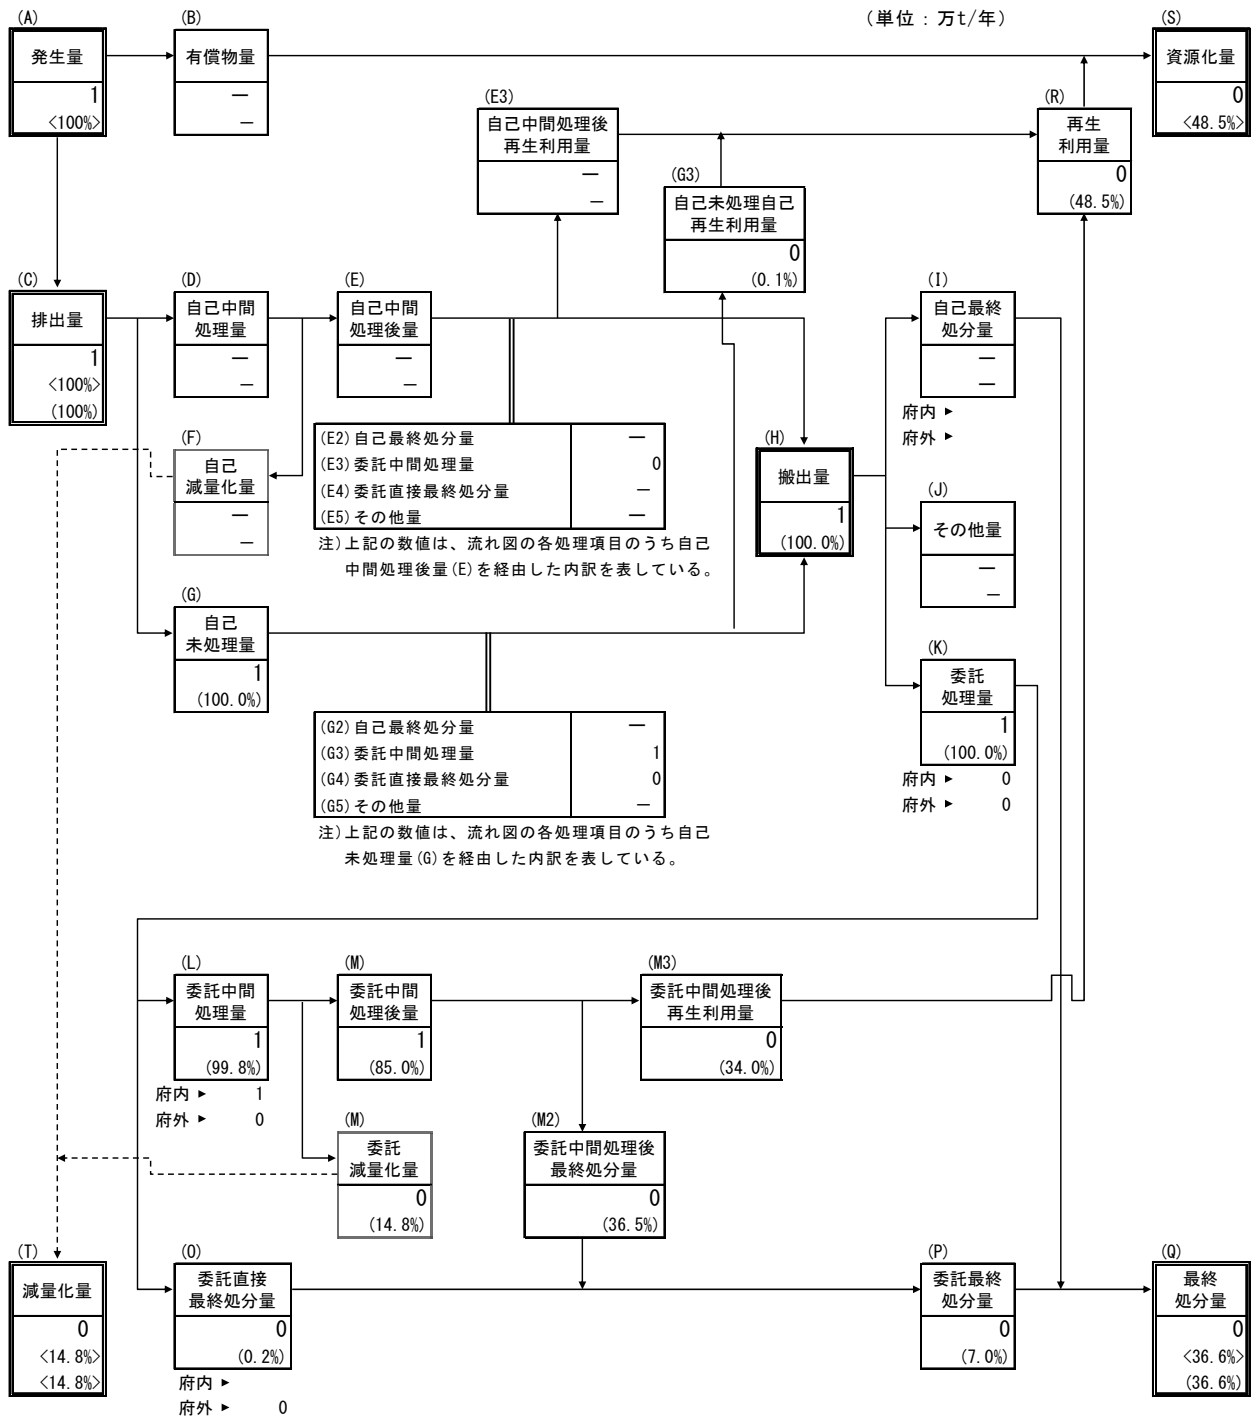 (単位：万t/年)
(A)
発生量
1
<100%>
(B)
有償物量
―
―
(S)
資源化量
0
<48.5%>
(E3)
自己中間処理後
再生利用量
―
―
(R)
再生
利用量
0
(48.5%)
(G3)
自己未処理自己
再生利用量
0
(0.1%)
(C)
排出量
1
<100%>
(100%)
(D)
自己中間
処理量
―
―
(E)
自己中間
処理後量
―
―
(I)
自己最終
処分量
―
―
府内 ▶
府外 ▶
(F)
自己
減量化量
―
―
(E2)自己最終処分量 ―
(E3)委託中間処理量 0
(E4)委託直接最終処分量 ―
(E5)その他量 ―
注)上記の数値は、流れ図の各処理項目のうち自己
中間処理後量(E)を経由した内訳を表している。
(H)
搬出量
1
(100.0%)
(J)
その他量
―
―
(G)
自己
未処理量
1
(100.0%)
(K)
委託
処理量
1
(100.0%)
府内 ▶ 0
府外 ▶ 0
(G2)自己最終処分量 ―
(G3)委託中間処理量 1
(G4)委託直接最終処分量 0
(G5)その他量 ―
注)上記の数値は、流れ図の各処理項目のうち自己
未処理量(G)を経由した内訳を表している。
(L)
委託中間
処理量
1
(99.8%)
府内 ▶ 1
府外 ▶ 0
(M)
委託中間
処理後量
1
(85.0%)
(M3)
委託中間処理後
再生利用量
0
(34.0%)
(M)
委託
減量化量
0
(14.8%)
(M2)
委託中間処理後
最終処分量
0
(36.5%)
(T)
減量化量
0
<14.8%>
<14.8%>
(O)
委託直接
最終処分量
0
(0.2%)
府内 ▶
府外 ▶ 0
(P)
委託最終
処分量
0
(7.0%)
(Q)
最終
処分量
0
<36.6%>
(36.6%)